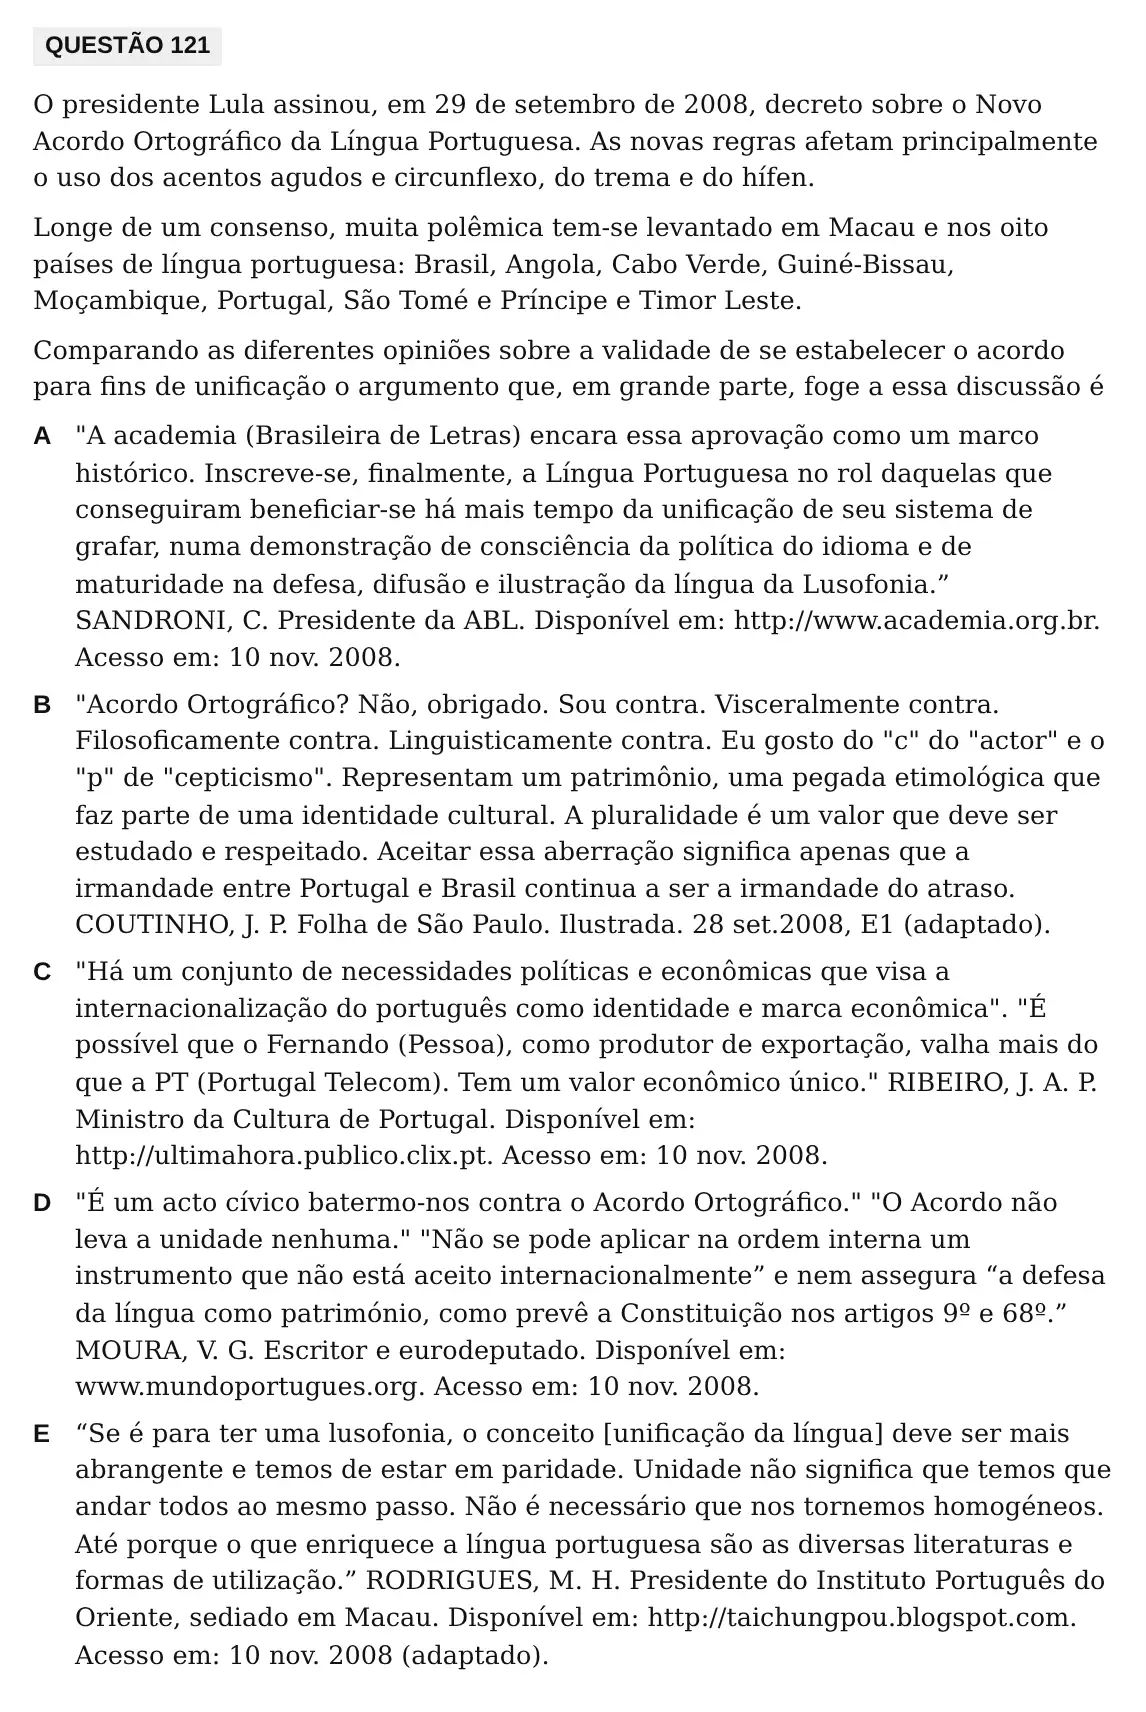 QUESTÃO 121
O presidente Lula assinou, em 29 de setembro de 2008, decreto sobre o Novo
Acordo Ortográfico da Língua Portuguesa. As novas regras afetam principalmente
o uso dos acentos agudos e circunflexo, do trema e do hífen.
Longe de um consenso, muita polêmica tem-se levantado em Macau e nos oito
países de língua portuguesa: Brasil, Angola, Cabo Verde, Guiné-Bissau,
Moçambique, Portugal, São Tomé e Príncipe e Timor Leste.
Comparando as diferentes opiniões sobre a validade de se estabelecer o acordo
para fins de unificação o argumento que, em grande parte, foge a essa discussão é
A "A academia (Brasileira de Letras) encara essa aprovação como um marco
histórico. Inscreve-se, finalmente, a Língua Portuguesa no rol daquelas que
conseguiram beneficiar-se há mais tempo da unificação de seu sistema de
grafar, numa demonstração de consciência da política do idioma e de
maturidade na defesa, difusão e ilustração da língua da Lusofonia.”
SANDRONI, C. Presidente da ABL. Disponível em: http://www.academia.org.br.
Acesso em: 10 nov. 2008.
B "Acordo Ortográfico? Não, obrigado. Sou contra. Visceralmente contra.
Filosoficamente contra. Linguisticamente contra. Eu gosto do "c" do "actor" e o
"p" de "cepticismo". Representam um patrimônio, uma pegada etimológica que
faz parte de uma identidade cultural. A pluralidade é um valor que deve ser
estudado e respeitado. Aceitar essa aberração significa apenas que a
irmandade entre Portugal e Brasil continua a ser a irmandade do atraso.
COUTINHO, J. P. Folha de São Paulo. Ilustrada. 28 set.2008, E1 (adaptado).
C "Há um conjunto de necessidades políticas e econômicas que visa a
internacionalização do português como identidade e marca econômica". "É
possível que o Fernando (Pessoa), como produtor de exportação, valha mais do
que a PT (Portugal Telecom). Tem um valor econômico único." RIBEIRO, J. A. P.
Ministro da Cultura de Portugal. Disponível em:
http://ultimahora.publico.clix.pt. Acesso em: 10 nov. 2008.
D "É um acto cívico batermo-nos contra o Acordo Ortográfico." "O Acordo não
leva a unidade nenhuma." "Não se pode aplicar na ordem interna um
instrumento que não está aceito internacionalmente” e nem assegura “a defesa
da língua como património, como prevê a Constituição nos artigos 9º e 68º.”
MOURA, V. G. Escritor e eurodeputado. Disponível em:
www.mundoportugues.org. Acesso em: 10 nov. 2008.
E “Se é para ter uma lusofonia, o conceito [unificação da língua] deve ser mais
abrangente e temos de estar em paridade. Unidade não significa que temos que
andar todos ao mesmo passo. Não é necessário que nos tornemos homogéneos.
Até porque o que enriquece a língua portuguesa são as diversas literaturas e
formas de utilização.” RODRIGUES, M. H. Presidente do Instituto Português do
Oriente, sediado em Macau. Disponível em: http://taichungpou.blogspot.com.
Acesso em: 10 nov. 2008 (adaptado).